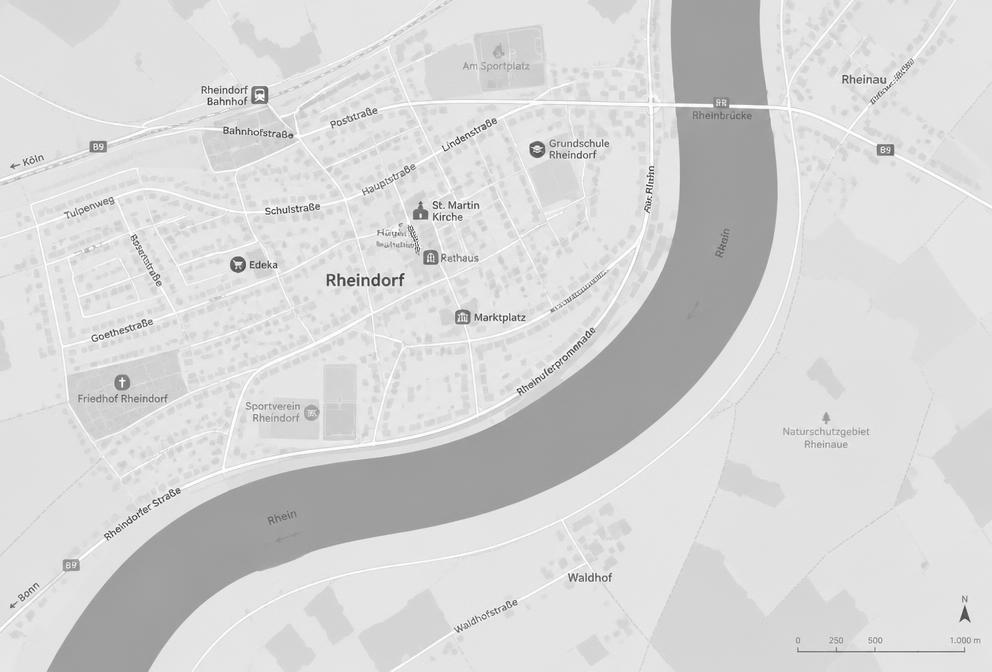 Am Sportplatz
Rheinau
Rheindorf
Bahnhof
B9
← Köln
Bahnhofstraße
Poststraße
Lindenstraße
Rheinbrücke
B9
Grundschule
Rheindorf
Hauptstraße
Tulpenweg
Schulstraße
St. Martin
Kirche
Rathaus
Edeka
Rheindorf
Rhein
Goethestraße
Marktplatz
Friedhof Rheindorf
Sportverein
Rheindorf
Naturschutzgebiet
Rheinaue
Rheindorfer Straße
Rhein
B9
← Bonn
Waldhof
Waldhofstraße
N
0 250 500 1.000 m